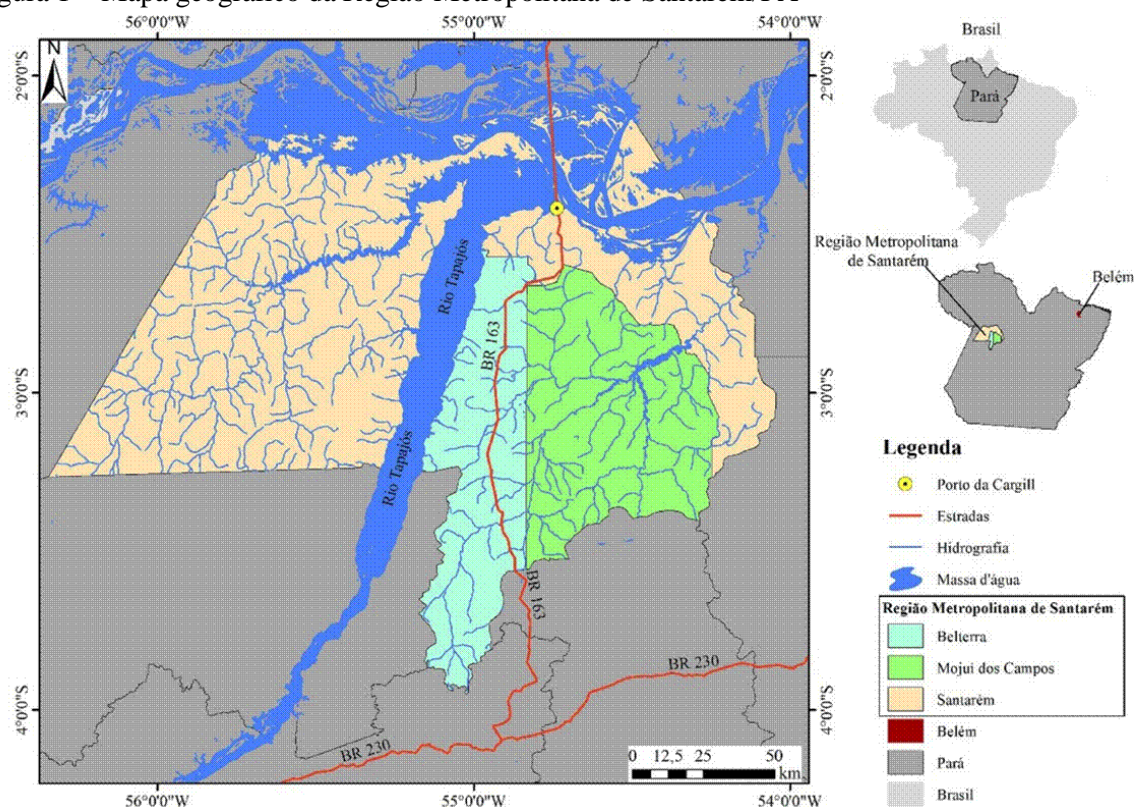 Figura 1 – Mapa geográfico da Região Metropolitana de Santarém/PA
56°0'0"W
55°0'0"W
54°0'0"W
N
2°0'0"S
2°0'0"S
3°0'0"S
3°0'0"S
4°0'0"S
4°0'0"S
Rio Tapajós
Rio Tapajós
BR 163
BR 163
BR 230
BR 230
0 12,5 25 50
km
56°0'0"W
55°0'0"W
54°0'0"W
Brasil
Pará
Região Metropolitana
de Santarém
Belém
Legenda
Porto da Cargill
Estradas
Hidrografia
Massa d'água
Região Metropolitana de Santarém
Belterra
Mojui dos Campos
Santarém
Belém
Pará
Brasil